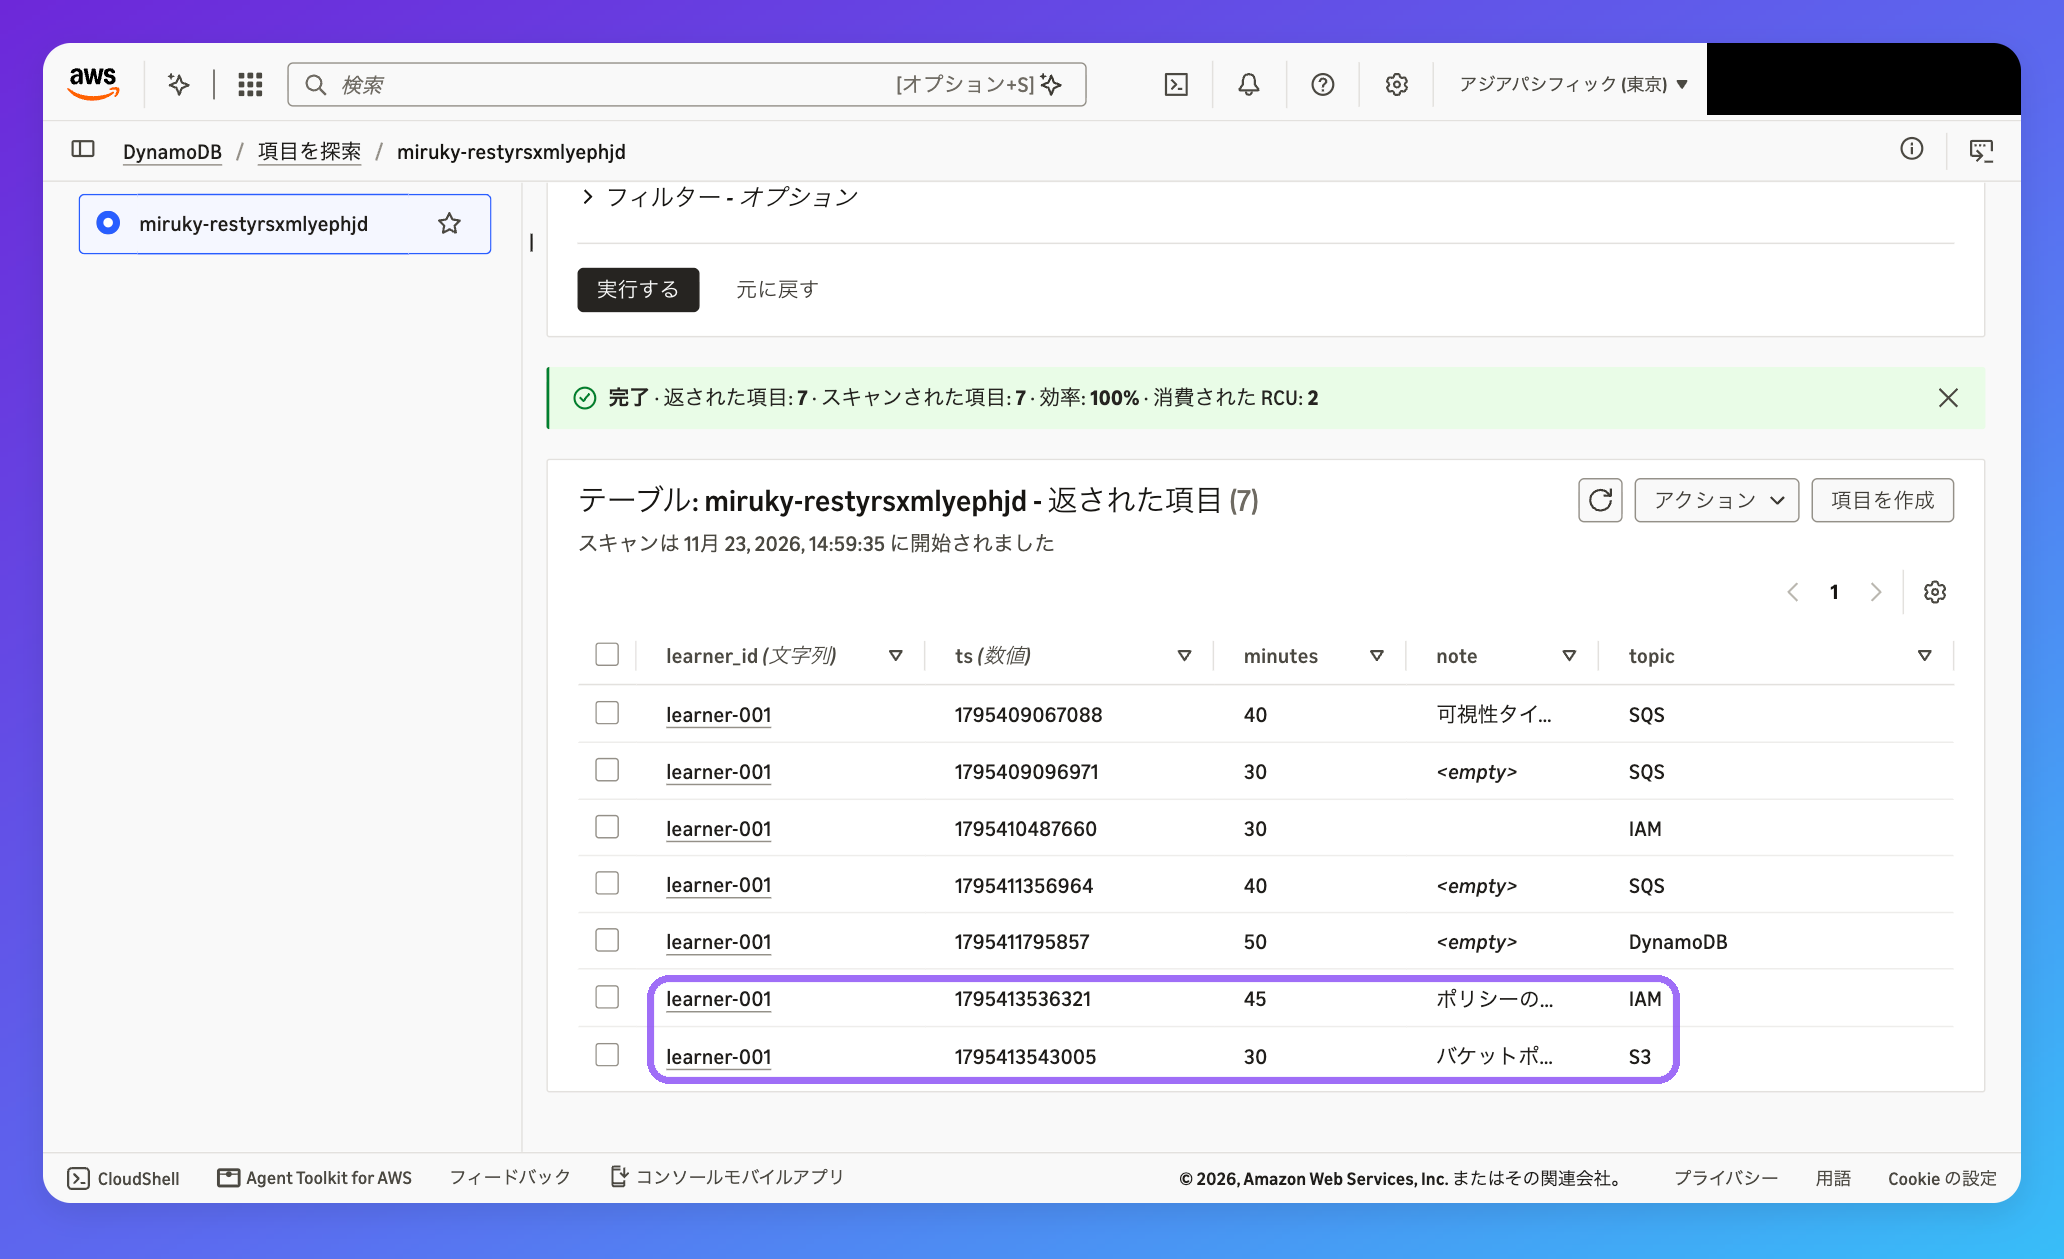 aws
検索 [オプション+S]
アジアパシフィック (東京) ▼
DynamoDB / 項目を探索 / miruky-restyrsxmlyephjd
miruky-restyrsxmlyephjd
フィルター - オプション
実行する 元に戻す
完了 · 返された項目: 7 · スキャンされた項目: 7 · 効率: 100% · 消費された RCU: 2
テーブル: miruky-restyrsxmlyephjd - 返された項目 (7)
アクション 項目を作成
スキャンは 11月 23, 2026, 14:59:35 に開始されました
1
learner_id (文字列) ts (数値) minutes note topic
learner-001 1795409067088 40 可視性タイ... SQS
learner-001 1795409096971 30 <empty> SQS
learner-001 1795410487660 30 IAM
learner-001 1795411356964 40 <empty> SQS
learner-001 1795411795857 50 <empty> DynamoDB
learner-001 1795413536321 45 ポリシーの... IAM
learner-001 1795413543005 30 バケットポ... S3
CloudShell Agent Toolkit for AWS フィードバック コンソールモバイルアプリ © 2026, Amazon Web Services, Inc. またはその関連会社。 プライバシー 用語 Cookie の設定